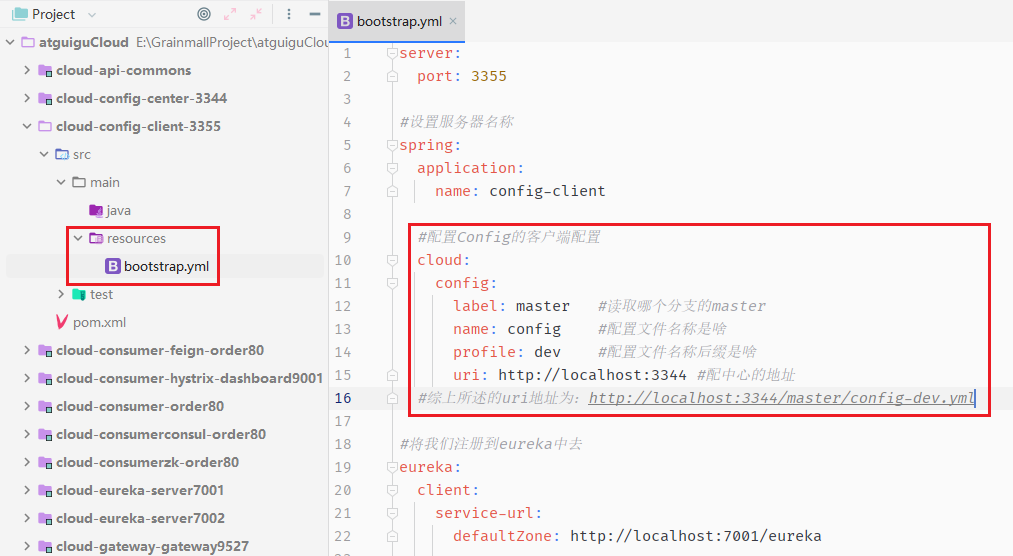 Project
atguiguCloud E:\GrainmallProject\atguiguClou
cloud-api-commons
cloud-config-center-3344
cloud-config-client-3355
src
main
java
resources
bootstrap.yml
test
pom.xml
cloud-consumer-feign-order80
cloud-consumer-hystrix-dashboard9001
cloud-consumer-order80
cloud-consumerconsul-order80
cloud-consumerzk-order80
cloud-eureka-server7001
cloud-eureka-server7002
cloud-gateway-gateway9527
bootstrap.yml
1 server:
2 port: 3355
3
4 #设置服务器名称
5 spring:
6 application:
7 name: config-client
8
9 #配置Config的客户端配置
10 cloud:
11 config:
12 label: master #读取哪个分支的master
13 name: config #配置文件名称是啥
14 profile: dev #配置文件名称后缀是啥
15 uri: http://localhost:3344 #配中心的地址
16 #综上所述的uri地址为：http://localhost:3344/master/config-dev.yml
17
18 #将我们注册到eureka中去
19 eureka:
20 client:
21 service-url:
22 defaultZone: http://localhost:7001/eureka